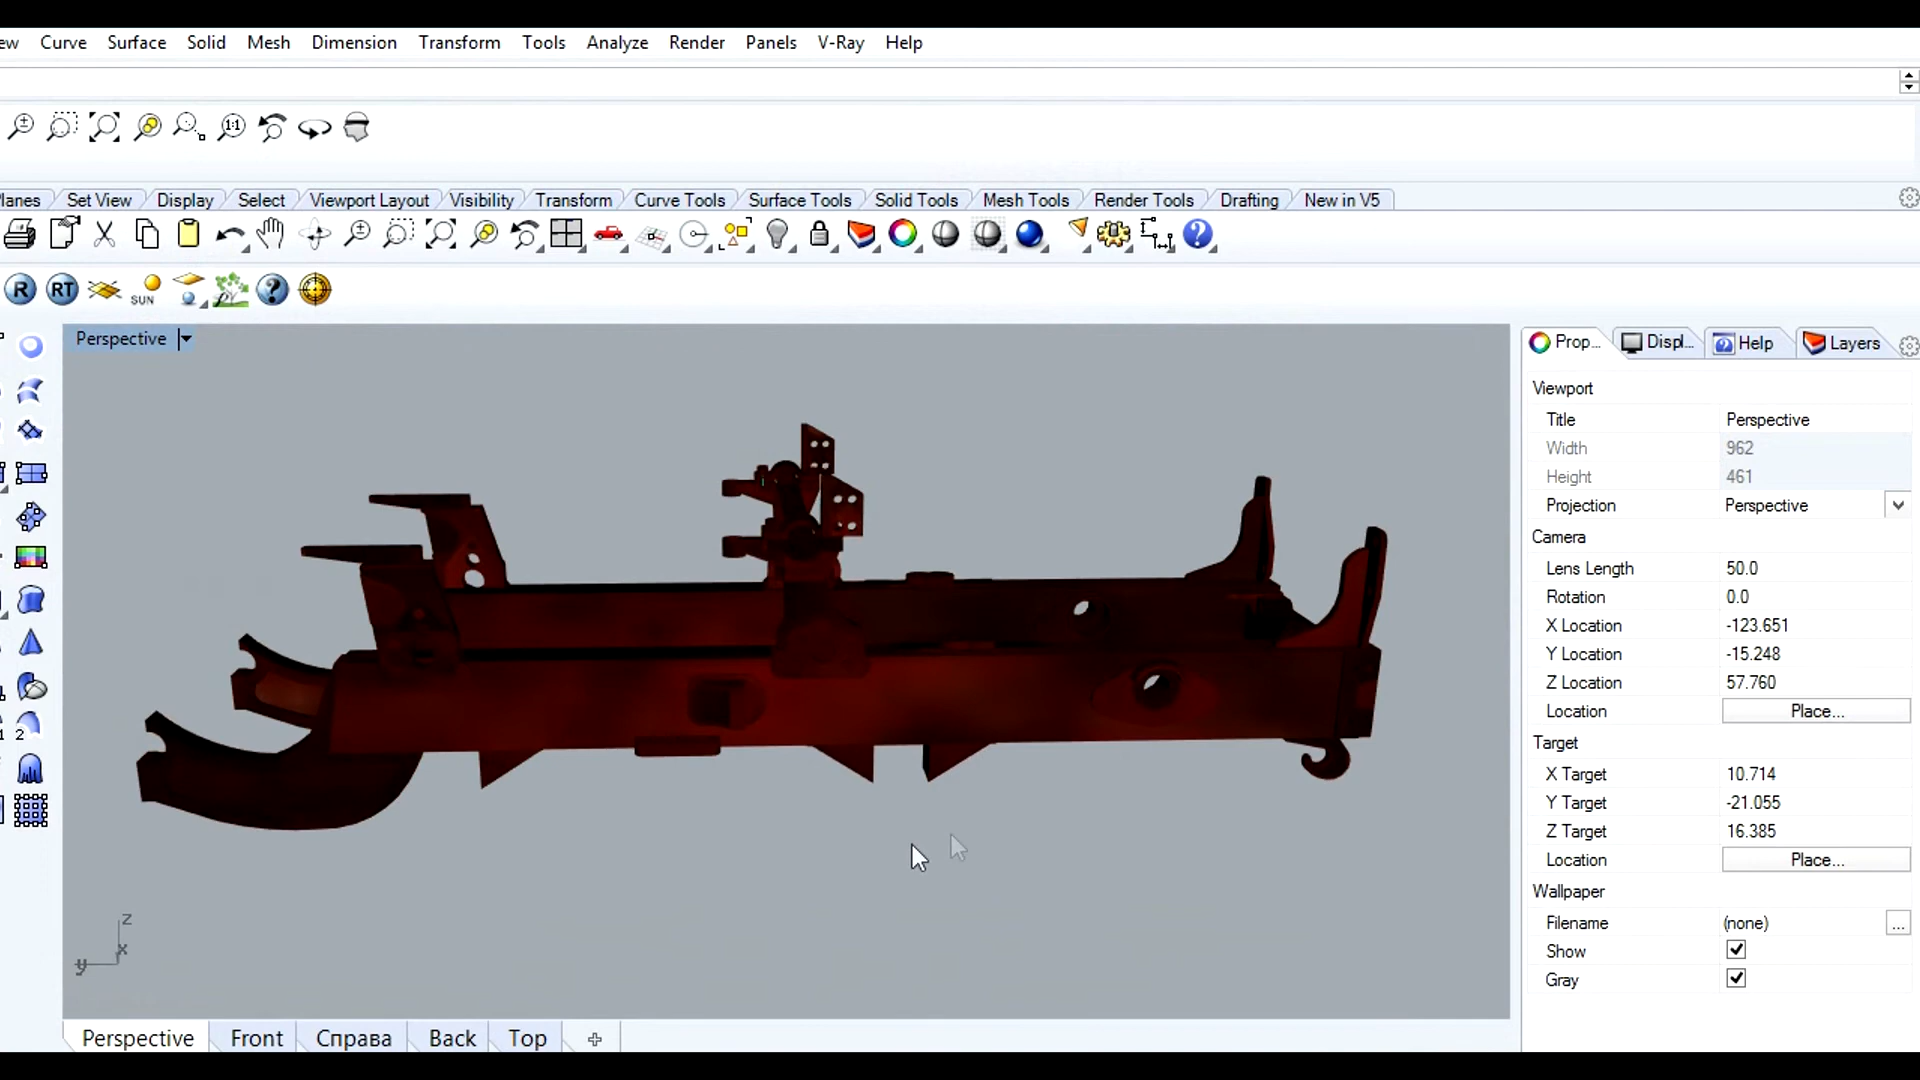 ew Curve Surface Solid Mesh Dimension Transform Tools Analyze Render Panels V-Ray Help
1:1
lanes Set View Display Select Viewport Layout Visibility Transform Curve Tools Surface Tools Solid Tools Mesh Tools Render Tools Drafting New in V5
R RT SUN
Perspective
Prop... Displ... Help Layers
Viewport
Title Perspective
Width 962
Height 461
Projection Perspective
Camera
Lens Length 50.0
Rotation 0.0
X Location -123.651
Y Location -15.248
Z Location 57.760
Location Place...
Target
X Target 10.714
Y Target -21.055
Z Target 16.385
Location Place...
Wallpaper
Filename (none) ...
Show
Gray
1 2
z
x
y
Perspective Front Справа Back Top